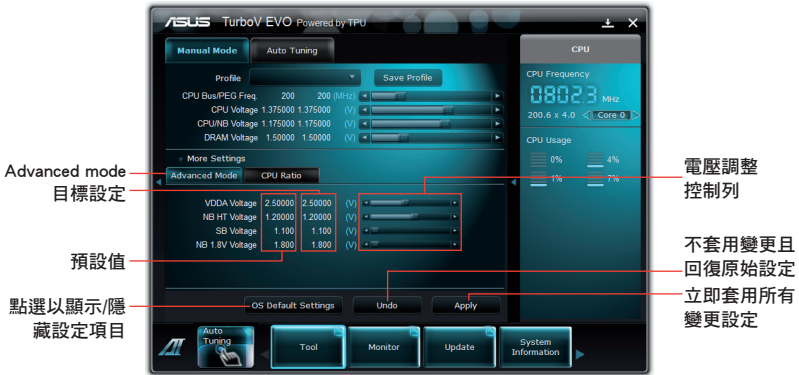 ASUS TurboV EVO Powered by TPU
Manual Mode
Auto Tuning
Profile
Save Profile
CPU Bus/PEG Freq. 200 200 (MHz)
CPU Voltage 1.375000 1.375000 (V)
CPU/NB Voltage 1.175000 1.175000 (V)
DRAM Voltage 1.50000 1.50000 (V)
More Settings
Advanced Mode
CPU Ratio
VDDA Voltage 2.50000 2.50000 (V)
NB HT Voltage 1.20000 1.20000 (V)
SB Voltage 1.100 1.100 (V)
NB 1.8V Voltage 1.800 1.800 (V)
OS Default Settings
Undo
Apply
CPU
CPU Frequency
0802.3 MHz
200.6 x 4.0 Core 0
CPU Usage
0% 4%
1% 7%
Auto
Tuning
Tool
Monitor
Update
System
Information
Advanced mode
目標設定
預設值
點選以顯示/隱
藏設定項目
電壓調整
控制列
不套用變更且
回復原始設定
立即套用所有
變更設定